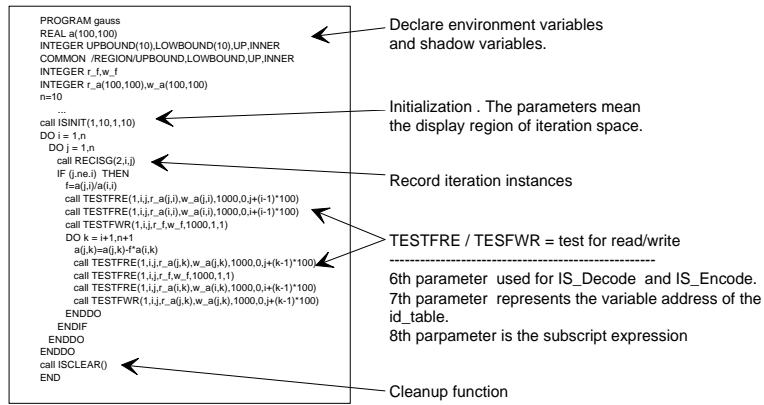 PROGRAM gauss
REAL a(100,100)
INTEGER UPBOUND(10),LOWBOUND(10),UP,INNER
COMMON /REGION/UPBOUND,LOWBOUND,UP,INNER
INTEGER r_f,w_f
INTEGER r_a(100,100),w_a(100,100)
n=10
...
call ISINIT(1,10,1,10)
DO i = 1,n
DO j = 1,n
call RECISG(2,i,j)
IF (j.ne.i) THEN
f=a(j,i)/a(i,i)
call TESTFRE(1,i,j,r_a(j,i),w_a(j,i),1000,0,j+(i-1)*100)
call TESTFRE(1,i,j,r_a(i,i),w_a(i,i),1000,0,j+(i-1)*100)
call TESTFWR(1,i,j,r_f,w_f,1000,1,1)
DO k = i+1,n+1
a(j,k)=a(j,k)-f*a(i,k)
call TESTFRE(1,i,j,r_a(j,k),w_a(j,k),1000,0,j+(k-1)*100)
call TESTFRE(1,i,j,r_f,w_f,1000,1,1)
call TESTFRE(1,i,j,r_a(i,k),w_a(i,k),1000,0,i+(k-1)*100)
call TESTFWR(1,i,j,r_a(j,k),w_a(j,k),1000,0,j+(k-1)*100)
ENDDO
ENDIF
ENDDO
ENDDO
call ISCLEAR()
END
Declare environment variables
and shadow variables.
Initialization . The parameters mean
the display region of iteration space.
Record iteration instances
TESTFRE / TESFWR = test for read/write
----------------------------------------------------
6th parameter used for IS_Decode and IS_Encode.
7th parameter represents the variable address of the
id_table.
8th parpameter is the subscript expression
Cleanup function